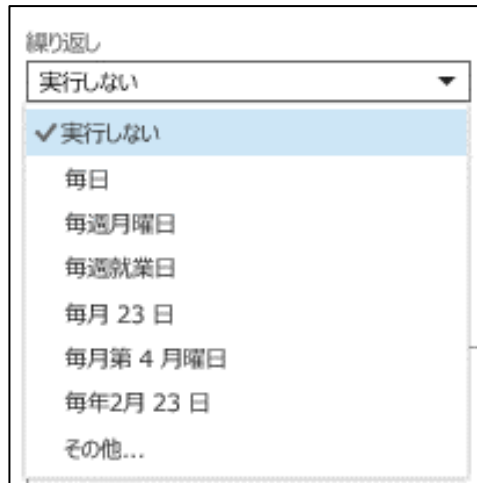 繰り返し
実行しない
実行しない
毎日
毎週月曜日
毎週就業日
毎月 23 日
毎月第 4 月曜日
毎年2月 23 日
その他...